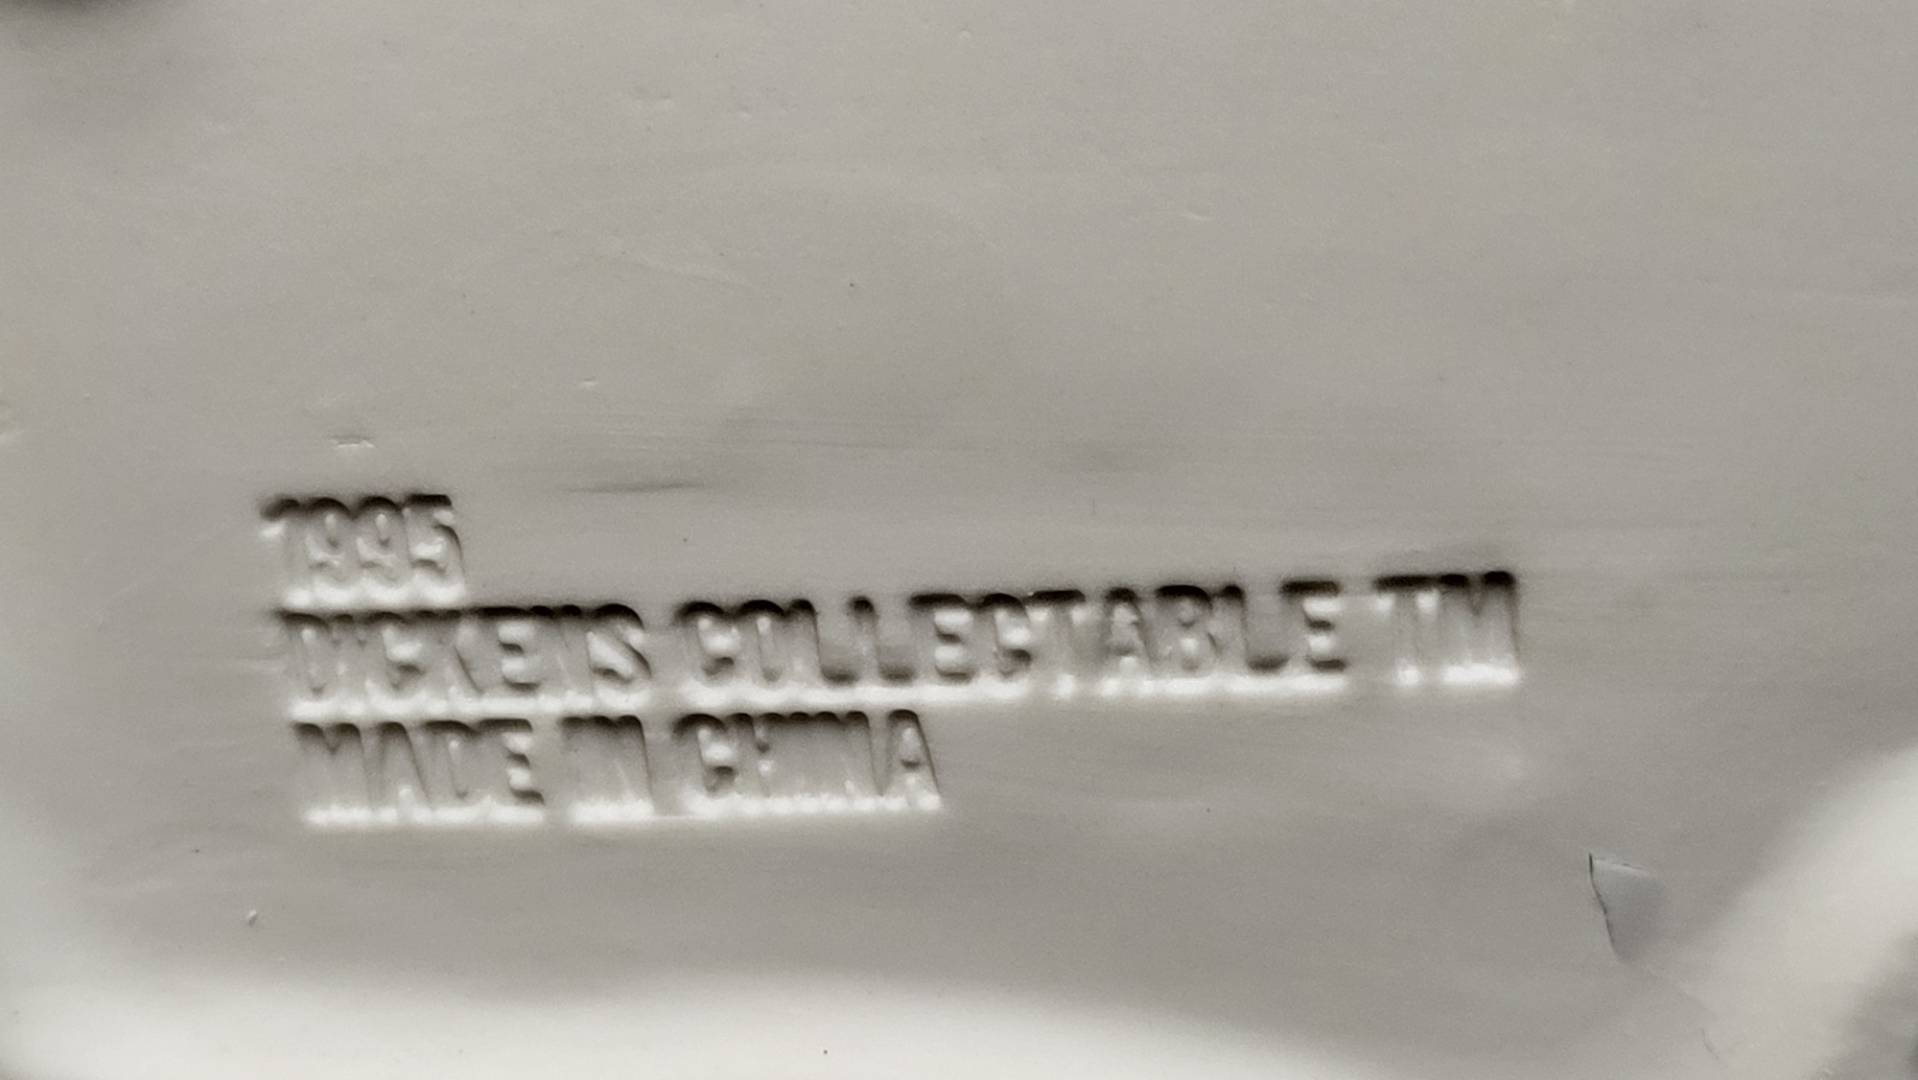 1995
DICKENS COLLECTABLE TM
MADE IN CHINA